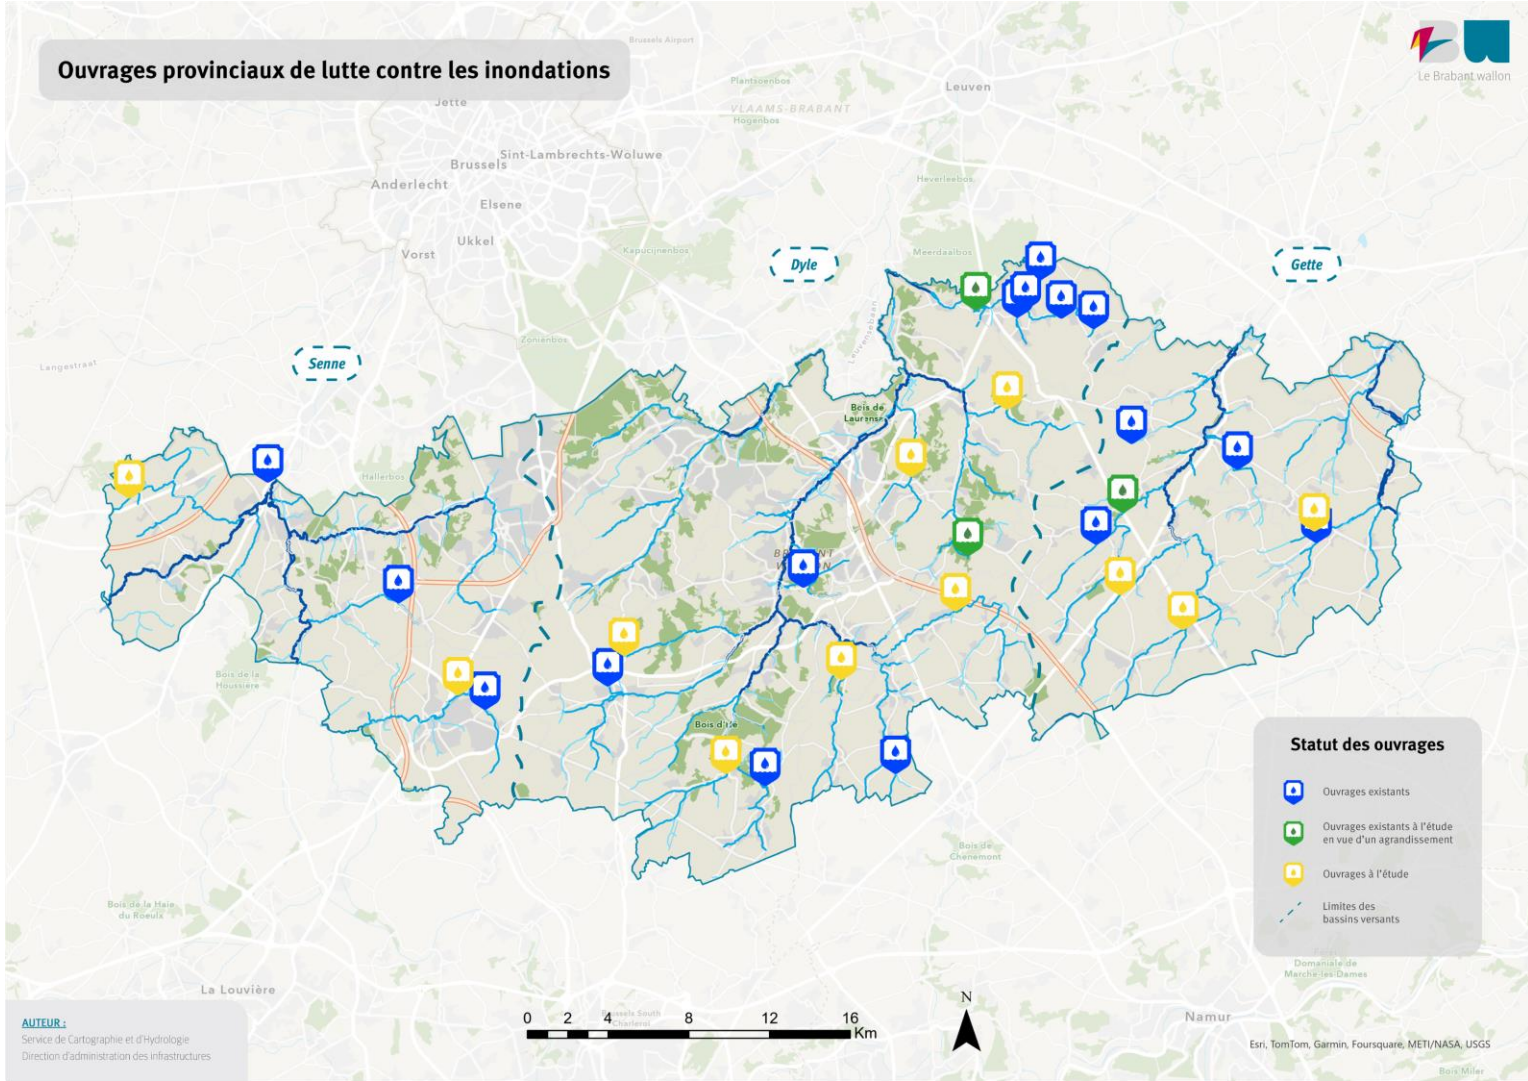 Ouvrages provinciaux de lutte contre les inondations
Le Brabant wallon
Brussels Airport
Plantsoenbos
Leuven
VLAAMS-BRABANT
Hogenbos
Jette
Sint-Lambrechts-Woluwe
Brussels
Anderlecht
Heverleebos
Elsene
Ukkel
Vorst
Kapucijnenbos
Meerdaalbos
Dyle
Gette
Leuvensebaan
Zoniënbos
Langestraat
Senne
Bois de
Hallerbos
Bois de la
Houssière
Statut des ouvrages
Ouvrages existants
Ouvrages existants à l'étude
en vue d'un agrandissement
Ouvrages à l'étude
Limites des
bassins versants
Bois de
Chenemont
Bois de la Haie
du Roeulx
Domaniale de
Marche-les-Dames
La Louvière
Namur
N
0 2 4 8 12 16
Km
Brussels South
Charleroi
AUTEUR :
Service de Cartographie et d'Hydrologie
Direction d'administration des infrastructures
Esri, TomTom, Garmin, Foursquare, METI/NASA, USGS
Bois Miler